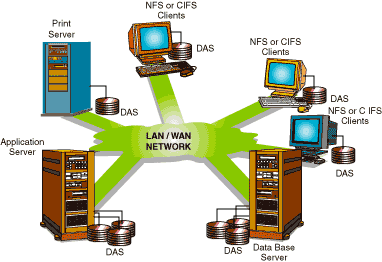 NFS or CIFS
Clients
Print
Server
DAS
NFS or CIFS
Clients
DAS
DAS
NFS or C IFS
Clients
LAN / WAN
NETWORK
Application
Server
DAS
DAS
DAS
Data Base
Server